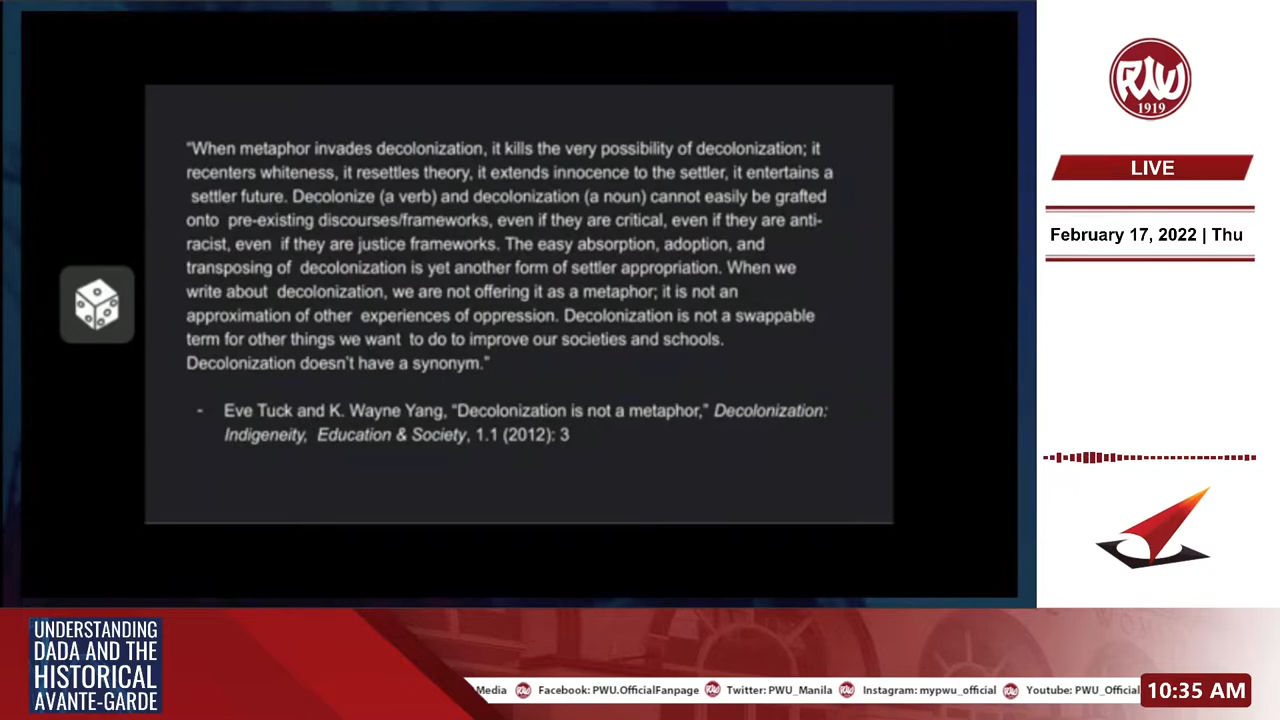 "When metaphor invades decolonization, it kills the very possibility of decolonization; it
recenters whiteness, it resettles theory, it extends innocence to the settler, it entertains a
settler future. Decolonize (a verb) and decolonization (a noun) cannot easily be grafted
onto pre-existing discourses/frameworks, even if they are critical, even if they are anti-
racist, even if they are justice frameworks. The easy absorption, adoption, and
transposing of decolonization is yet another form of settler appropriation. When we
write about decolonization, we are not offering it as a metaphor; it is not an
approximation of other experiences of oppression. Decolonization is not a swappable
term for other things we want to do to improve our societies and schools.
Decolonization doesn't have a synonym."
- Eve Tuck and K. Wayne Yang, "Decolonization is not a metaphor," Decolonization:
Indigeneity, Education & Society, 1.1 (2012): 3
PWU
1919
LIVE
February 17, 2022 | Thu
UNDERSTANDING
DADA AND THE
HISTORICAL
AVANTE-GARDE
Media Facebook: PWU.OfficialFanpage Twitter: PWU_Manila Instagram: mypwu_official Youtube: PWU_Official
10:35 AM